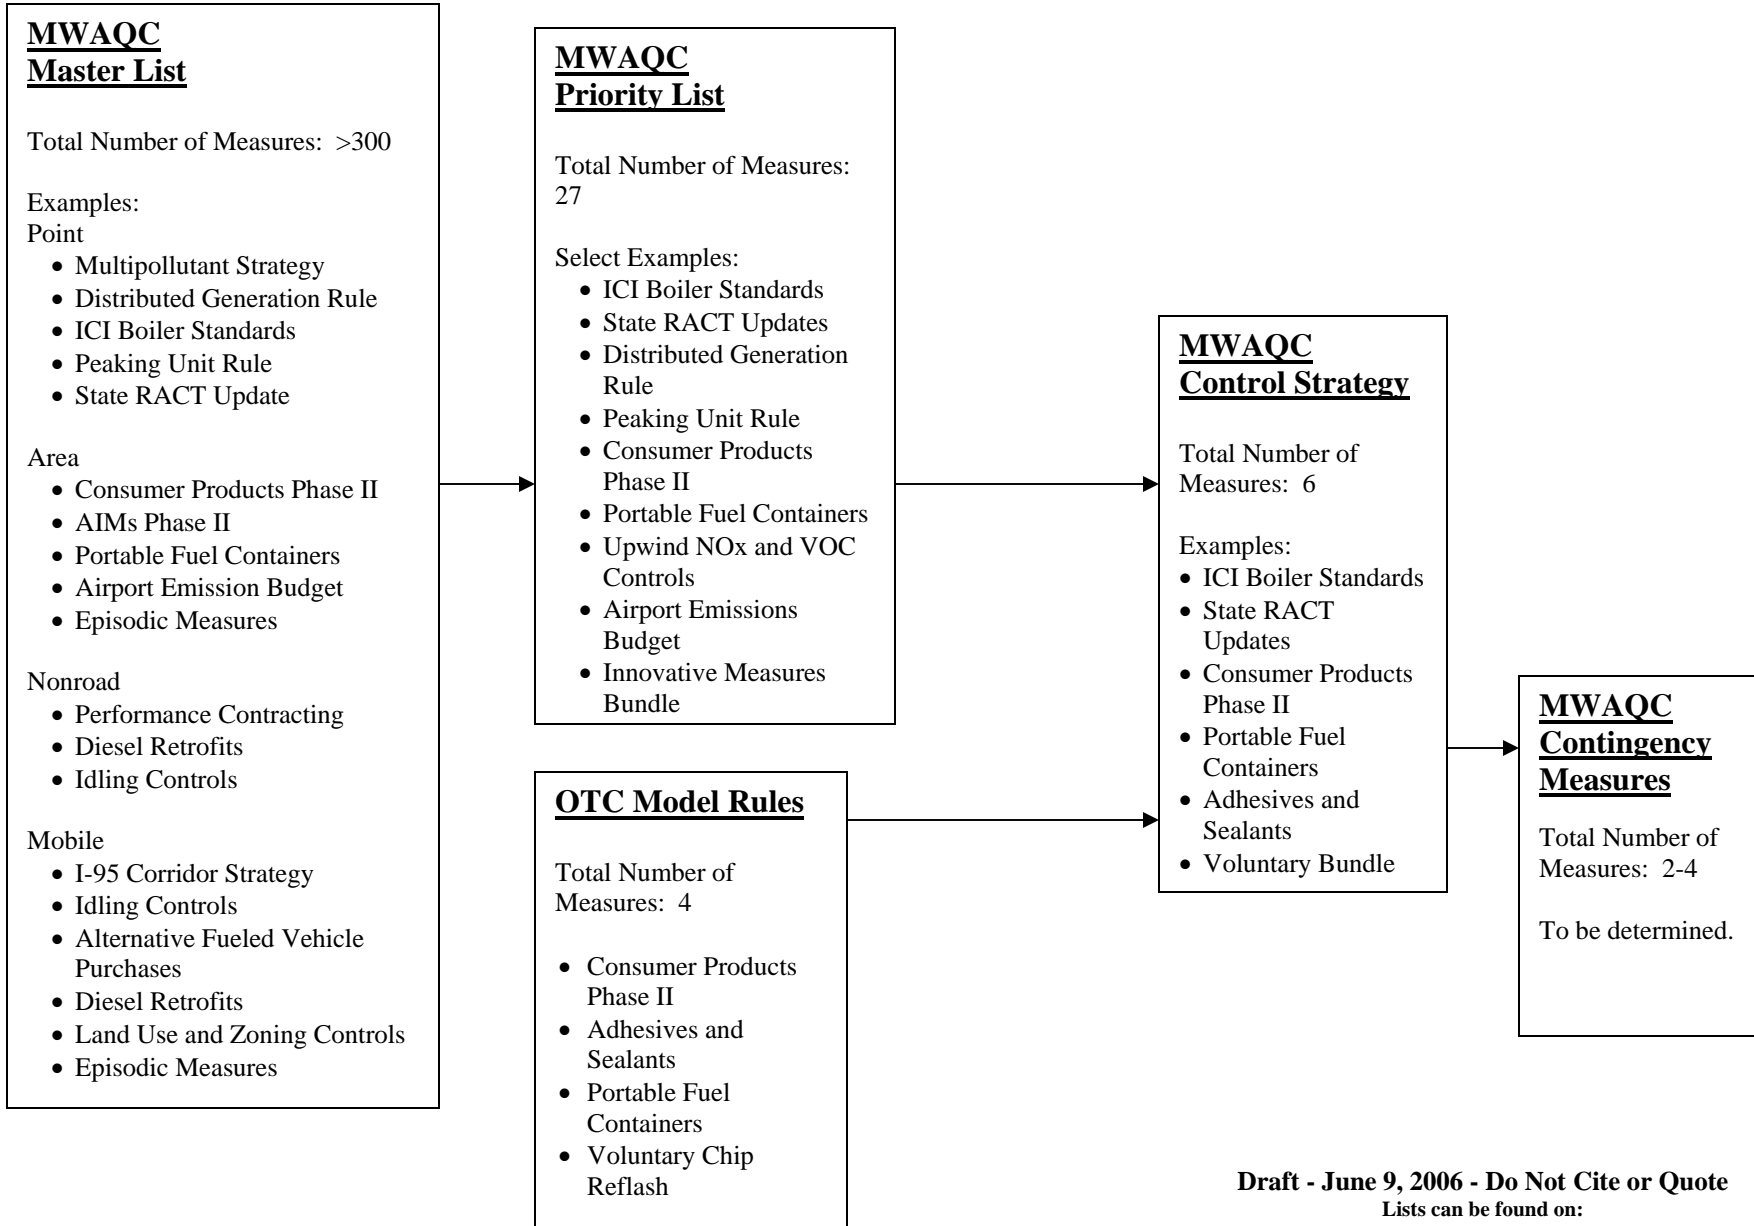 MWAQC
Master List
Total Number of Measures: >300
Examples:
Point
• Multipollutant Strategy
• Distributed Generation Rule
• ICI Boiler Standards
• Peaking Unit Rule
• State RACT Update
Area
• Consumer Products Phase II
• AIMs Phase II
• Portable Fuel Containers
• Airport Emission Budget
• Episodic Measures
Nonroad
• Performance Contracting
• Diesel Retrofits
• Idling Controls
Mobile
• I-95 Corridor Strategy
• Idling Controls
• Alternative Fueled Vehicle
Purchases
• Diesel Retrofits
• Land Use and Zoning Controls
• Episodic Measures
MWAQC
Priority List
Total Number of Measures:
27
Select Examples:
• ICI Boiler Standards
• State RACT Updates
• Distributed Generation
Rule
• Peaking Unit Rule
• Consumer Products
Phase II
• Portable Fuel Containers
• Upwind NOx and VOC
Controls
• Airport Emissions
Budget
• Innovative Measures
Bundle
OTC Model Rules
Total Number of
Measures: 4
• Consumer Products
Phase II
• Adhesives and
Sealants
• Portable Fuel
Containers
• Voluntary Chip
Reflash
MWAQC
Control Strategy
Total Number of
Measures: 6
Examples:
• ICI Boiler Standards
• State RACT
Updates
• Consumer Products
Phase II
• Portable Fuel
Containers
• Adhesives and
Sealants
• Voluntary Bundle
MWAQC
Contingency
Measures
Total Number of
Measures: 2-4
To be determined.
Draft - June 9, 2006 - Do Not Cite or Quote
Lists can be found on: